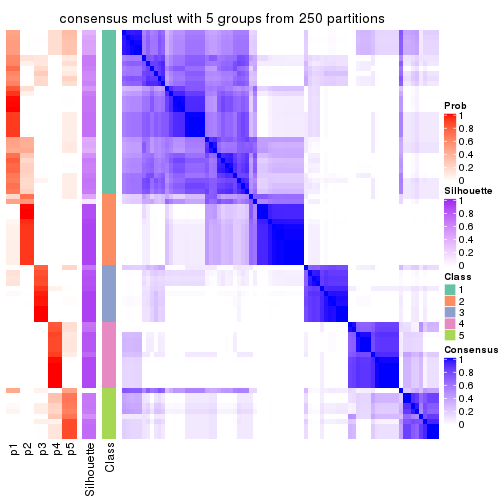 consensus mclust with 5 groups from 250 partitions
Prob
1
0.8
0.6
0.4
0.2
0
Silhouette
1
0.8
0.6
0.4
0.2
0
Class
1
2
3
4
5
Consensus
1
0.8
0.6
0.4
0.2
0
p1
p2
p3
p4
p5
Silhouette
Class